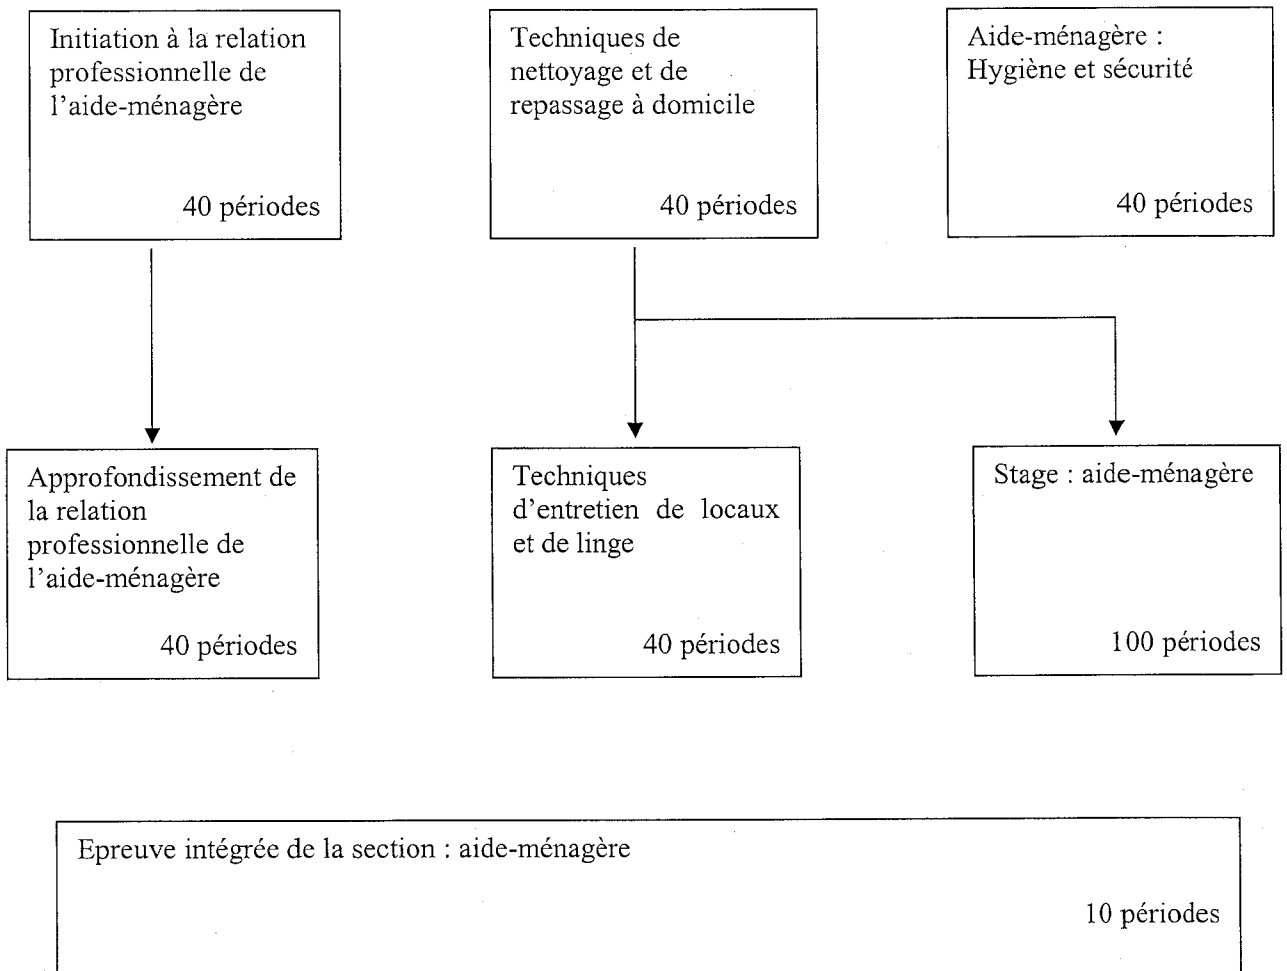 Initiation à la relation
professionnelle de
l'aide-ménagère
40 périodes
Techniques de
nettoyage et de
repassage à domicile
40 périodes
Aide-ménagère :
Hygiène et sécurité
40 périodes
Approfondissement de
la relation
professionnelle de
l'aide-ménagère
40 périodes
Techniques
d'entretien de locaux
et de linge
40 périodes
Stage : aide-ménagère
100 périodes
Epreuve intégrée de la section : aide-ménagère
10 périodes